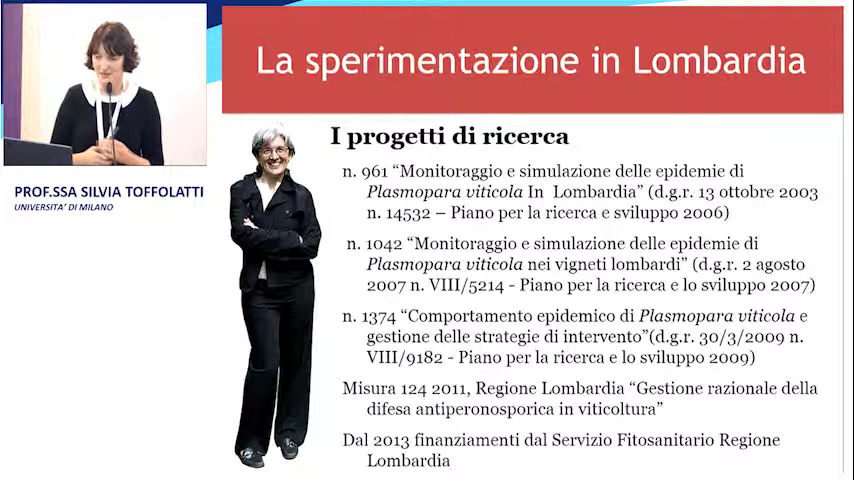 La sperimentazione in Lombardia
PROF.SSA SILVIA TOFFOLATTI
UNIVERSITA' DI MILANO
I progetti di ricerca
n. 961 “Monitoraggio e simulazione delle epidemie di
Plasmopara viticola In Lombardia” (d.g.r. 13 ottobre 2003
n. 14532 – Piano per la ricerca e sviluppo 2006)
n. 1042 “Monitoraggio e simulazione delle epidemie di
Plasmopara viticola nei vigneti lombardi” (d.g.r. 2 agosto
2007 n. VIII/5214 - Piano per la ricerca e lo sviluppo 2007)
n. 1374 “Comportamento epidemico di Plasmopara viticola e
gestione delle strategie di intervento”(d.g.r. 30/3/2009 n.
VIII/9182 - Piano per la ricerca e lo sviluppo 2009)
Misura 124 2011, Regione Lombardia “Gestione razionale della
difesa antiperonosporica in viticoltura”
Dal 2013 finanziamenti dal Servizio Fitosanitario Regione
Lombardia